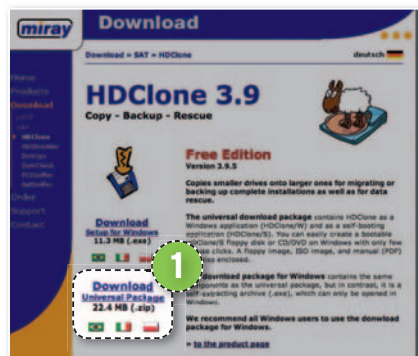 miray
Download
Download » SAT » HDClone
deutsch
Home
Products
Download
HDClone
HDShredder
Order
Support
Contact
HDClone 3.9
Copy - Backup - Rescue
Free Edition
Version 3.9.5
Copies smaller drives onto larger ones for migrating or
backing up complete installations as well as for data
rescue.
Download
Setup for Windows
11.3 MB (.exe)
The universal download package contains HDClone as a
Windows application (HDClone/W) and as a self-booting
application (HDClone/S). You can easily create a bootable
HDClone/S floppy disk or CD/DVD on Windows with only few
clicks. A floppy image, ISO image, and manual (PDF)
enclosed.
1
Download
Universal Package
22.4 MB (.zip)
download package for Windows contains the same
components as the universal package, but in contrast, it is a
self-extracting archive (.exe), which can only be opened in
Windows.
We recommend all Windows users to use the donwload
package for Windows.
» to the product page